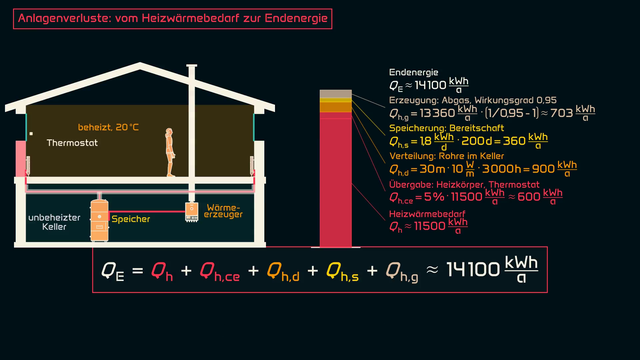 Anlagenverluste: vom Heizwärmebedarf zur Endenergie
beheizt, 20 °C
Thermostat
unbeheizter
Keller
Speicher
Wärme-
erzeuger
Endenergie
Q_E ≈ 14100 kWh/a
Erzeugung: Abgas, Wirkungsgrad 0,95
Q_h,g = 13360 kWh/a · (1/0,95 - 1) ≈ 703 kWh/a
Speicherung: Bereitschaft
Q_h,s = 1,8 kWh/d · 200 d = 360 kWh/a
Verteilung: Rohre im Keller
Q_h,d = 30 m · 10 W/m · 3000 h = 900 kWh/a
Übergabe: Heizkörper, Thermostat
Q_h,ce = 5% · 11500 kWh/a ≈ 600 kWh/a
Heizwärmebedarf
Q_h ≈ 11500 kWh/a
Q_E = Q_h + Q_h,ce + Q_h,d + Q_h,s + Q_h,g ≈ 14100 kWh/a